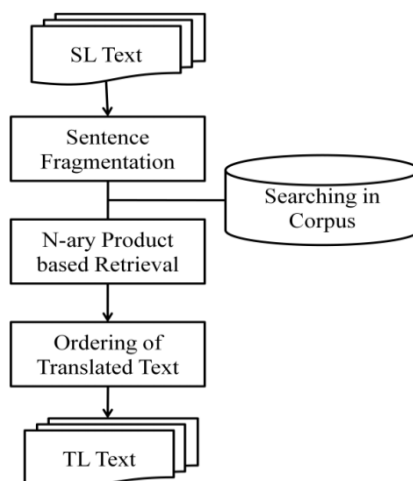 SL Text
Sentence
Fragmentation
Searching in
Corpus
N-ary Product
based Retrieval
Ordering of
Translated Text
TL Text